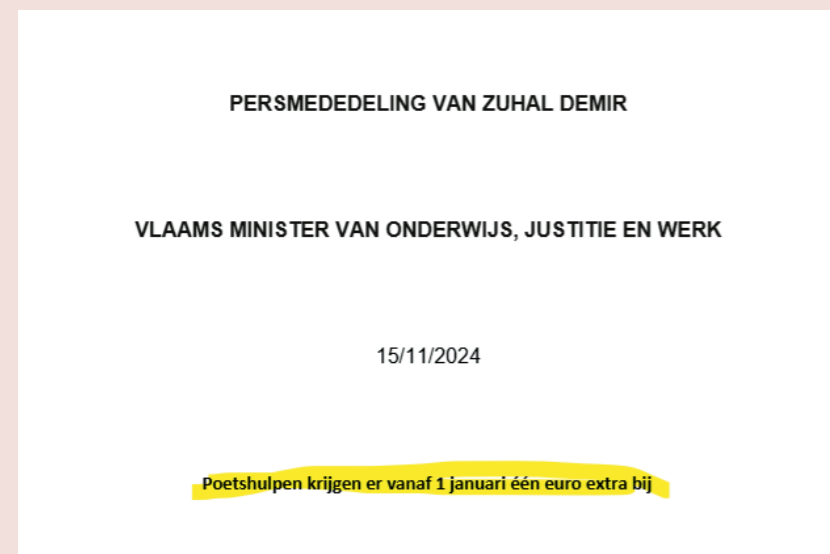 PERSMEDEDELING VAN ZUHAL DEMIR
VLAAMS MINISTER VAN ONDERWIJS, JUSTITIE EN WERK
15/11/2024
Poetshulpen krijgen er vanaf 1 januari één euro extra bij